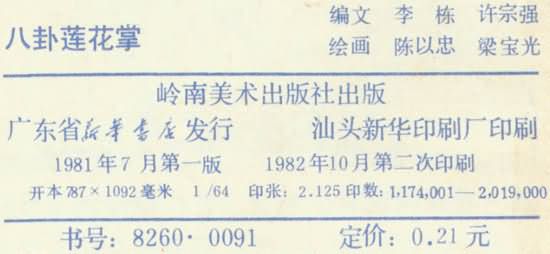 八卦莲花掌
编文 李栋 许宗强
绘画 陈以忠 梁宝光
岭南美术出版社出版
广东省新华书店发行 汕头新华印刷厂印刷
1981年7月第一版 1982年10月第二次印刷
开本787×1092毫米 1/64 印张:2.125印数:1,174,001—2,019,000
书号:8260·0091 定价:0.21元